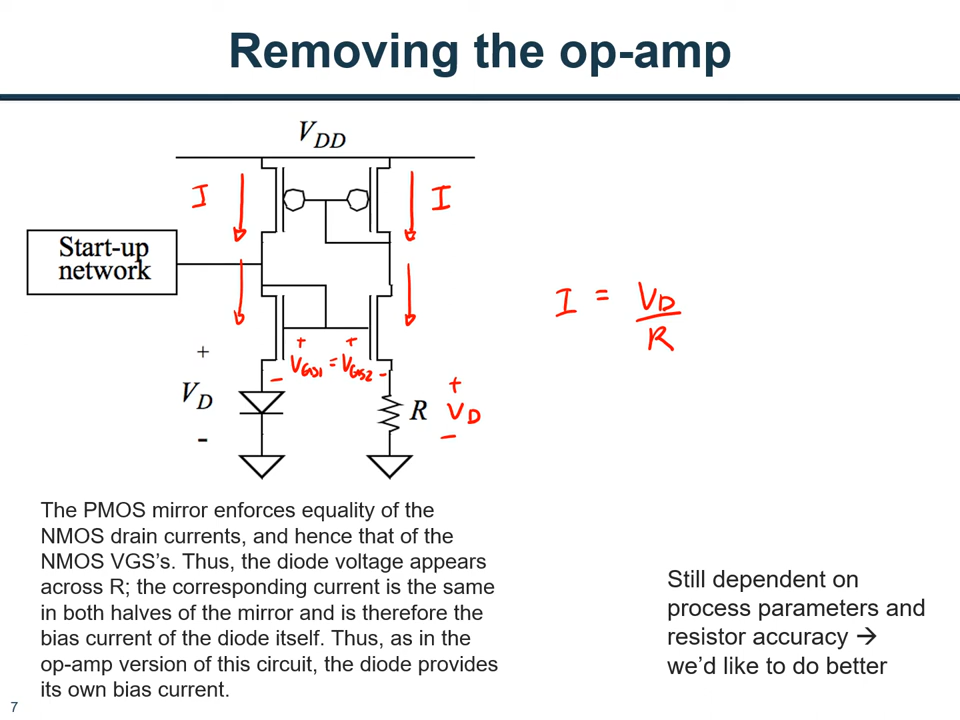 Removing the op-amp
VDD
I
I
Start-up
network
I = VD
R
+
+
+
VGS1 = VGS2
-
-
VD
-
R
+
VD
-
The PMOS mirror enforces equality of the
NMOS drain currents, and hence that of the
NMOS VGS's. Thus, the diode voltage appears
across R; the corresponding current is the same
in both halves of the mirror and is therefore the
bias current of the diode itself. Thus, as in the
op-amp version of this circuit, the diode provides
its own bias current.
Still dependent on
process parameters and
resistor accuracy →
we'd like to do better
7